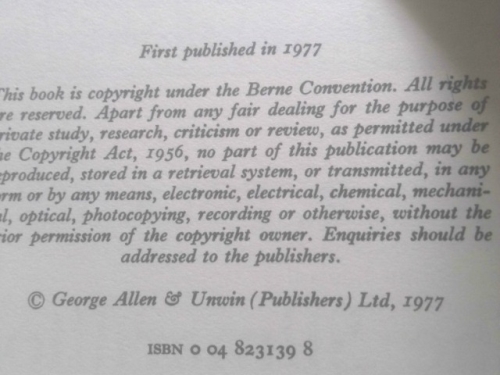 First published in 1977
This book is copyright under the Berne Convention. All rights
re reserved. Apart from any fair dealing for the purpose of
rivate study, research, criticism or review, as permitted under
he Copyright Act, 1956, no part of this publication may be
eproduced, stored in a retrieval system, or transmitted, in any
orm or by any means, electronic, electrical, chemical, mechani-
al, optical, photocopying, recording or otherwise, without the
rior permission of the copyright owner. Enquiries should be
addressed to the publishers.
© George Allen & Unwin (Publishers) Ltd, 1977
ISBN 0 04 823139 8